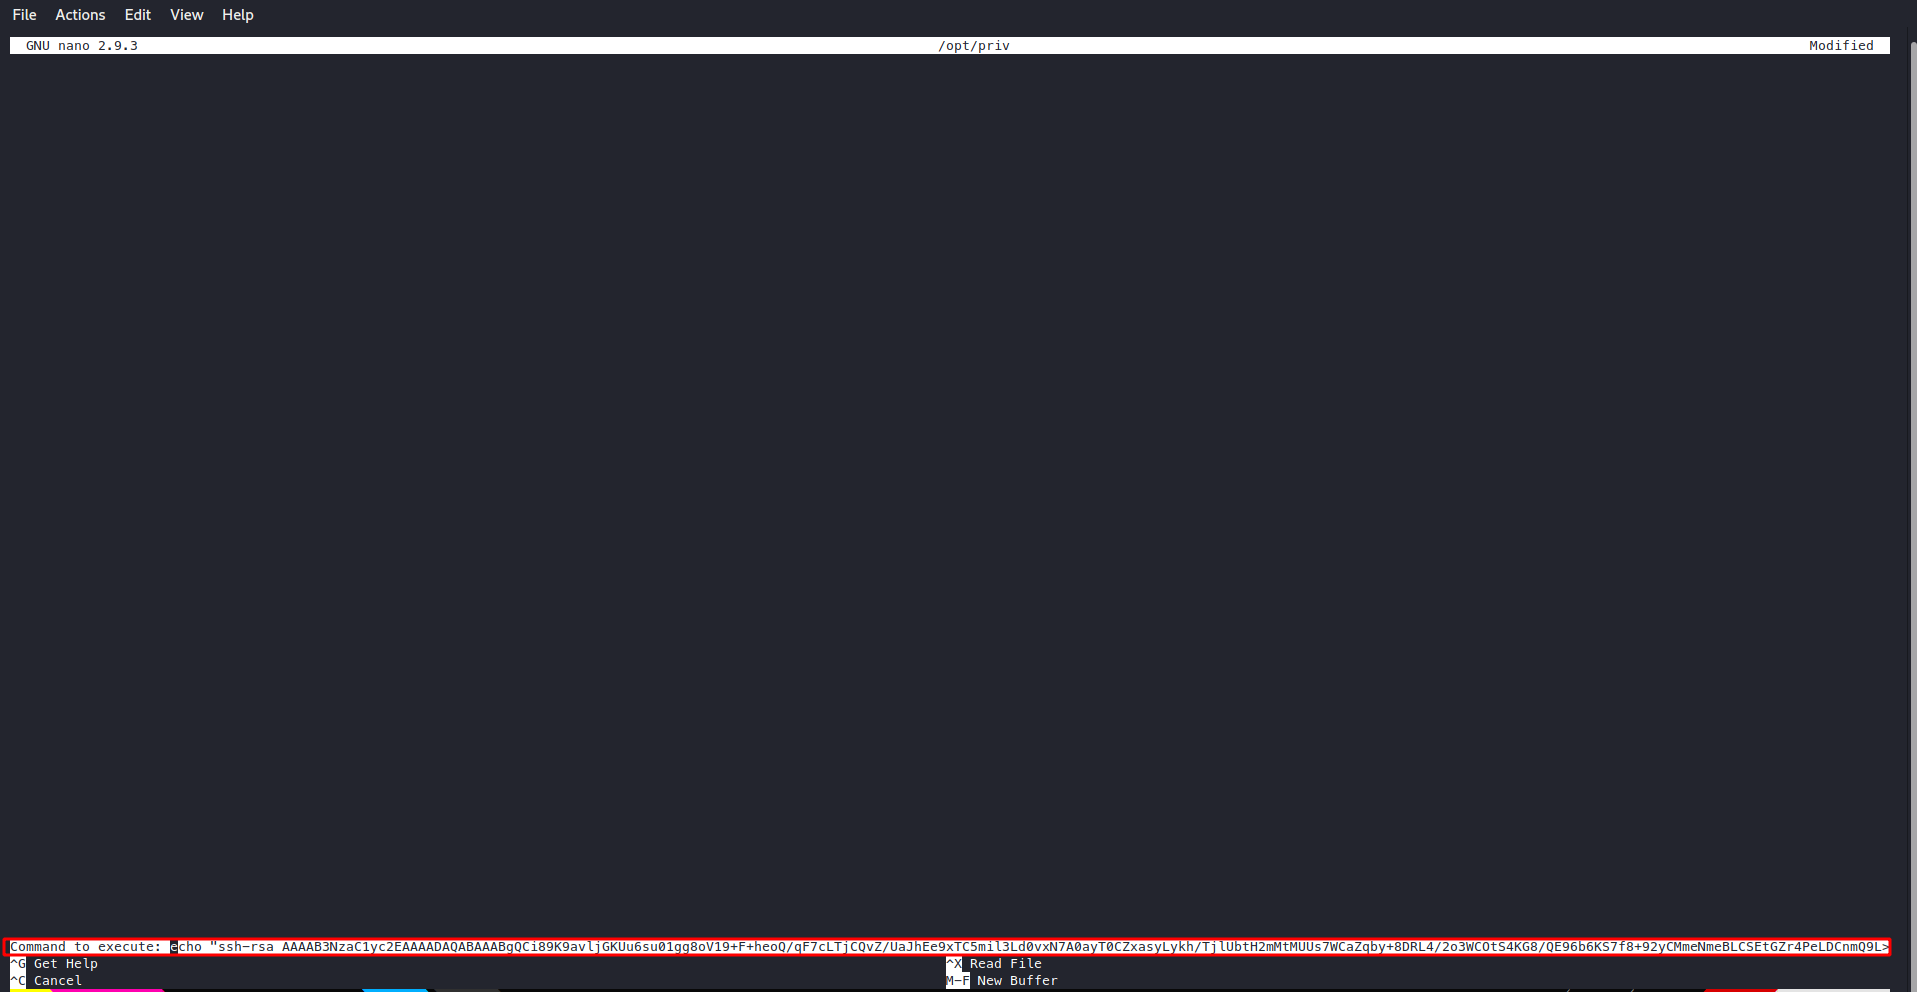 File Actions Edit View Help
GNU nano 2.9.3 /opt/priv Modified
Command to execute: echo "ssh-rsa AAAAB3NzaC1yc2EAAAADAQABAAABgQCi89K9avljGKUu6su01gg8oV19+F+heoQ/qF7cLTjCQvZ/UaJhEe9xTC5mil3Ld0vxN7A0ayT0CZxasyLykh/TjlUbtH2mMtMUUs7WCaZqby+8DRL4/2o3WCOtS4KG8/QE96b6KS7f8+92yCMmeNmeBLCSEtGZr4PeLDCnmQ9L>
^G Get Help ^X Read File
^C Cancel M-F New Buffer